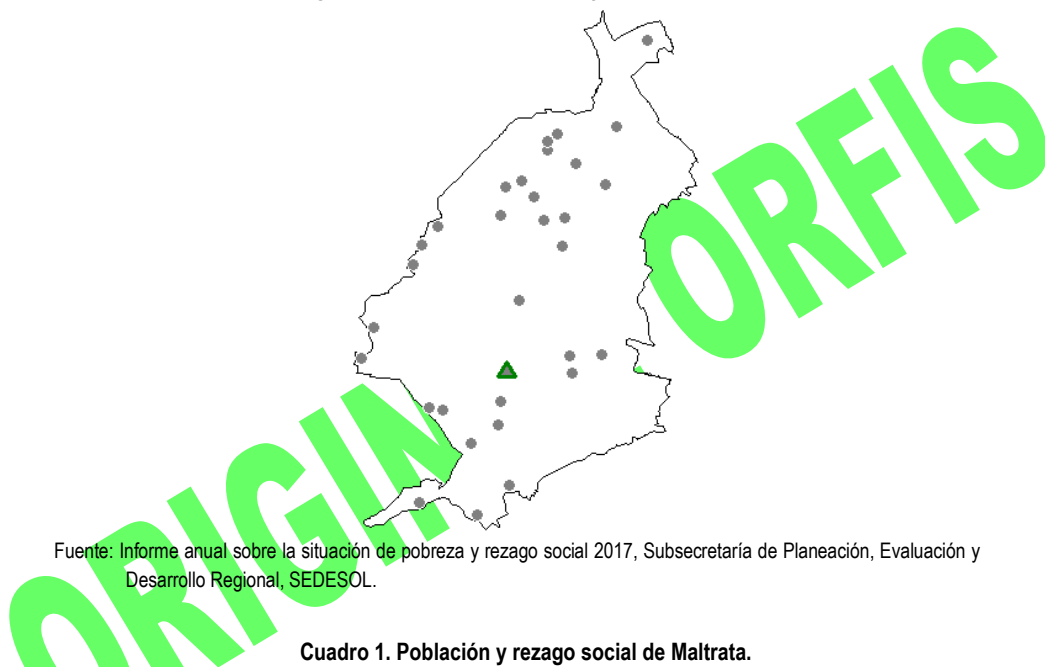 ORFIS
ORIGIN
Fuente: Informe anual sobre la situación de pobreza y rezago social 2017, Subsecretaría de Planeación, Evaluación y
Desarrollo Regional, SEDESOL.
Cuadro 1. Población y rezago social de Maltrata.